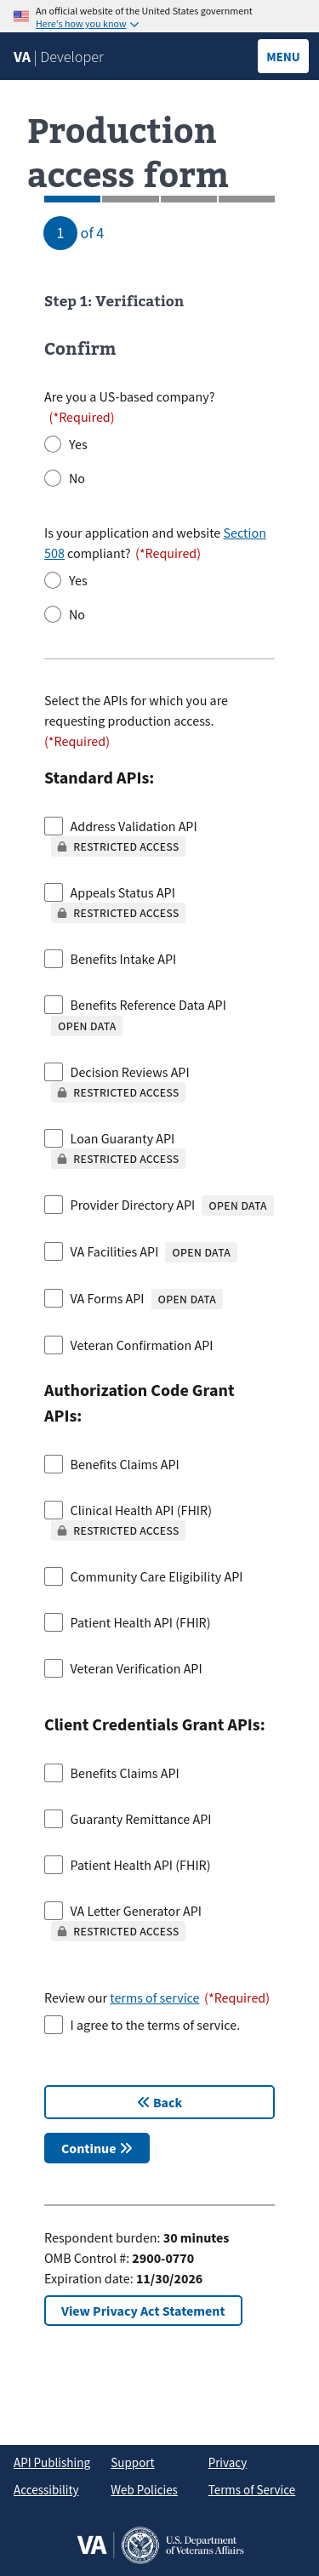 An official website of the United States government
Here's how you know
VA | Developer
MENU
Production
access form
1 of 4
Step 1: Verification
Confirm
Are you a US-based company?
(*Required)
Yes
No
Is your application and website Section
508 compliant? (*Required)
Yes
No
Select the APIs for which you are
requesting production access.
(*Required)
Standard APIs:
Address Validation API
RESTRICTED ACCESS
Appeals Status API
RESTRICTED ACCESS
Benefits Intake API
Benefits Reference Data API
OPEN DATA
Decision Reviews API
RESTRICTED ACCESS
Loan Guaranty API
RESTRICTED ACCESS
Provider Directory API OPEN DATA
VA Facilities API OPEN DATA
VA Forms API OPEN DATA
Veteran Confirmation API
Authorization Code Grant
APIs:
Benefits Claims API
Clinical Health API (FHIR)
RESTRICTED ACCESS
Community Care Eligibility API
Patient Health API (FHIR)
Veteran Verification API
Client Credentials Grant APIs:
Benefits Claims API
Guaranty Remittance API
Patient Health API (FHIR)
VA Letter Generator API
RESTRICTED ACCESS
Review our terms of service (*Required)
I agree to the terms of service.
Back
Continue
Respondent burden: 30 minutes
OMB Control #: 2900-0770
Expiration date: 11/30/2026
View Privacy Act Statement
API Publishing Support Privacy
Accessibility Web Policies Terms of Service
VA | U.S. Department
of Veterans Affairs